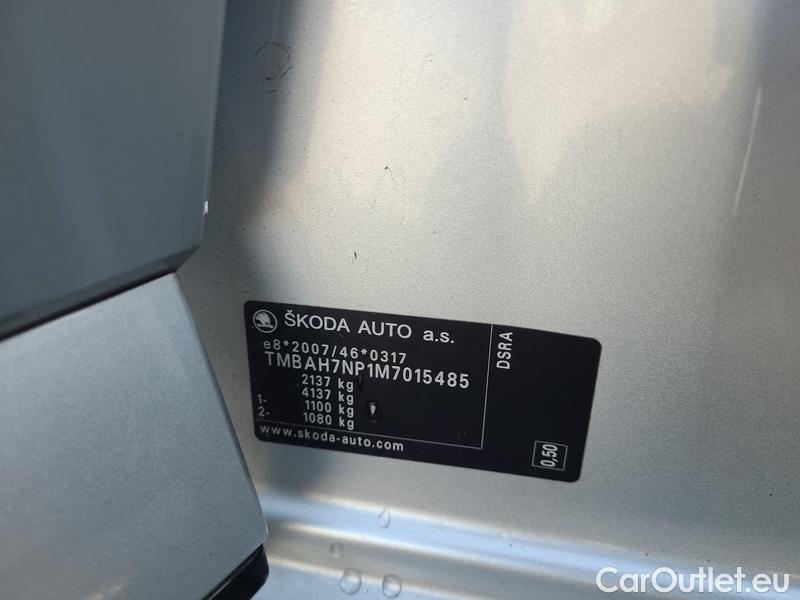 ŠKODA AUTO a.s.
e8*2007/46*0317
TMBAH7NP1M7015485
2137 kg
4137 kg
1- 1100 kg
2- 1080 kg
www.skoda-auto.com
DSRA
0,50
CarOutlet.eu